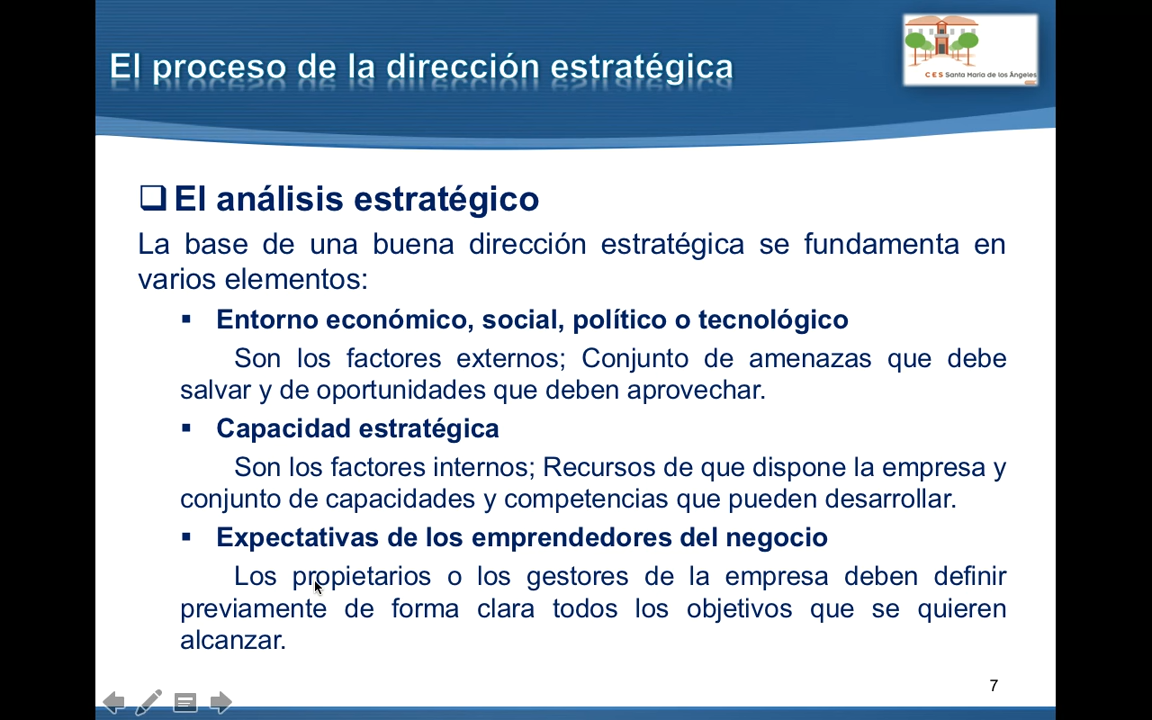 El proceso de la dirección estratégica
CES Santa María de los Ángeles
El análisis estratégico
La base de una buena dirección estratégica se fundamenta en
varios elementos:
▪ Entorno económico, social, político o tecnológico
Son los factores externos; Conjunto de amenazas que debe
salvar y de oportunidades que deben aprovechar.
▪ Capacidad estratégica
Son los factores internos; Recursos de que dispone la empresa y
conjunto de capacidades y competencias que pueden desarrollar.
▪ Expectativas de los emprendedores del negocio
Los propietarios o los gestores de la empresa deben definir
previamente de forma clara todos los objetivos que se quieren
alcanzar.
7